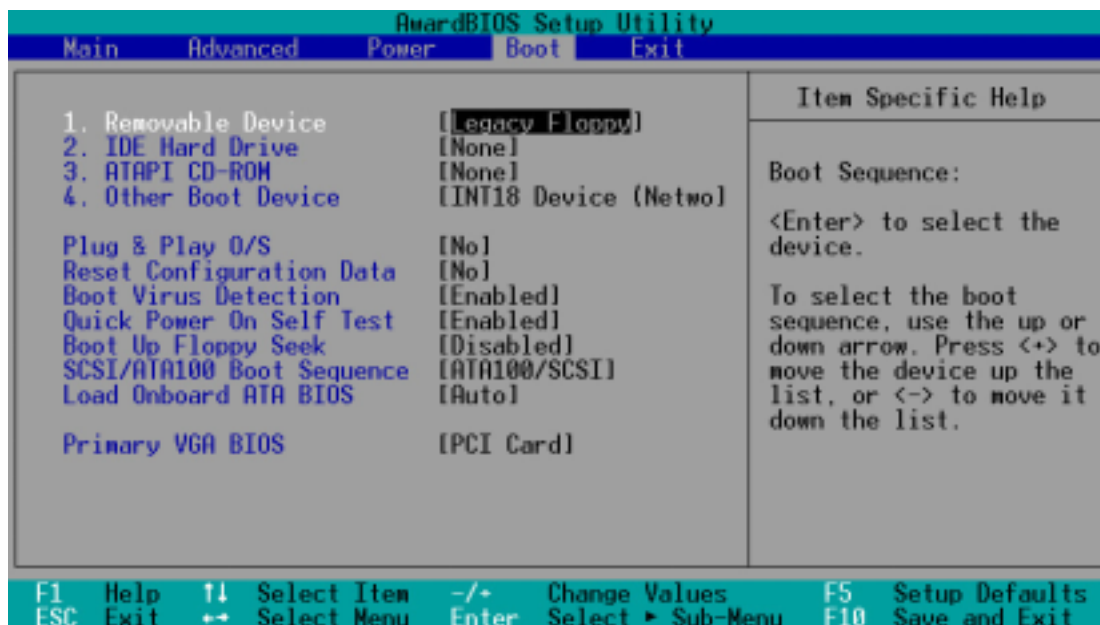 AwardBIOS Setup Utility
Main Advanced Power Boot Exit
1. Removable Device [Legacy Floppy]
2. IDE Hard Drive [None]
3. ATAPI CD-ROM [None]
4. Other Boot Device [INT18 Device (Netwo]
Plug & Play O/S [No]
Reset Configuration Data [No]
Boot Virus Detection [Enabled]
Quick Power On Self Test [Enabled]
Boot Up Floppy Seek [Disabled]
SCSI/ATA100 Boot Sequence [ATA100/SCSI]
Load Onboard ATA BIOS [Auto]
Primary VGA BIOS [PCI Card]
Item Specific Help
Boot Sequence:
<Enter> to select the
device.
To select the boot
sequence, use the up or
down arrow. Press <+> to
move the device up the
list, or <-> to move it
down the list.
F1 Help ↑↓ Select Item -/+ Change Values F5 Setup Defaults
ESC Exit ←→ Select Menu Enter Select ► Sub-Menu F10 Save and Exit